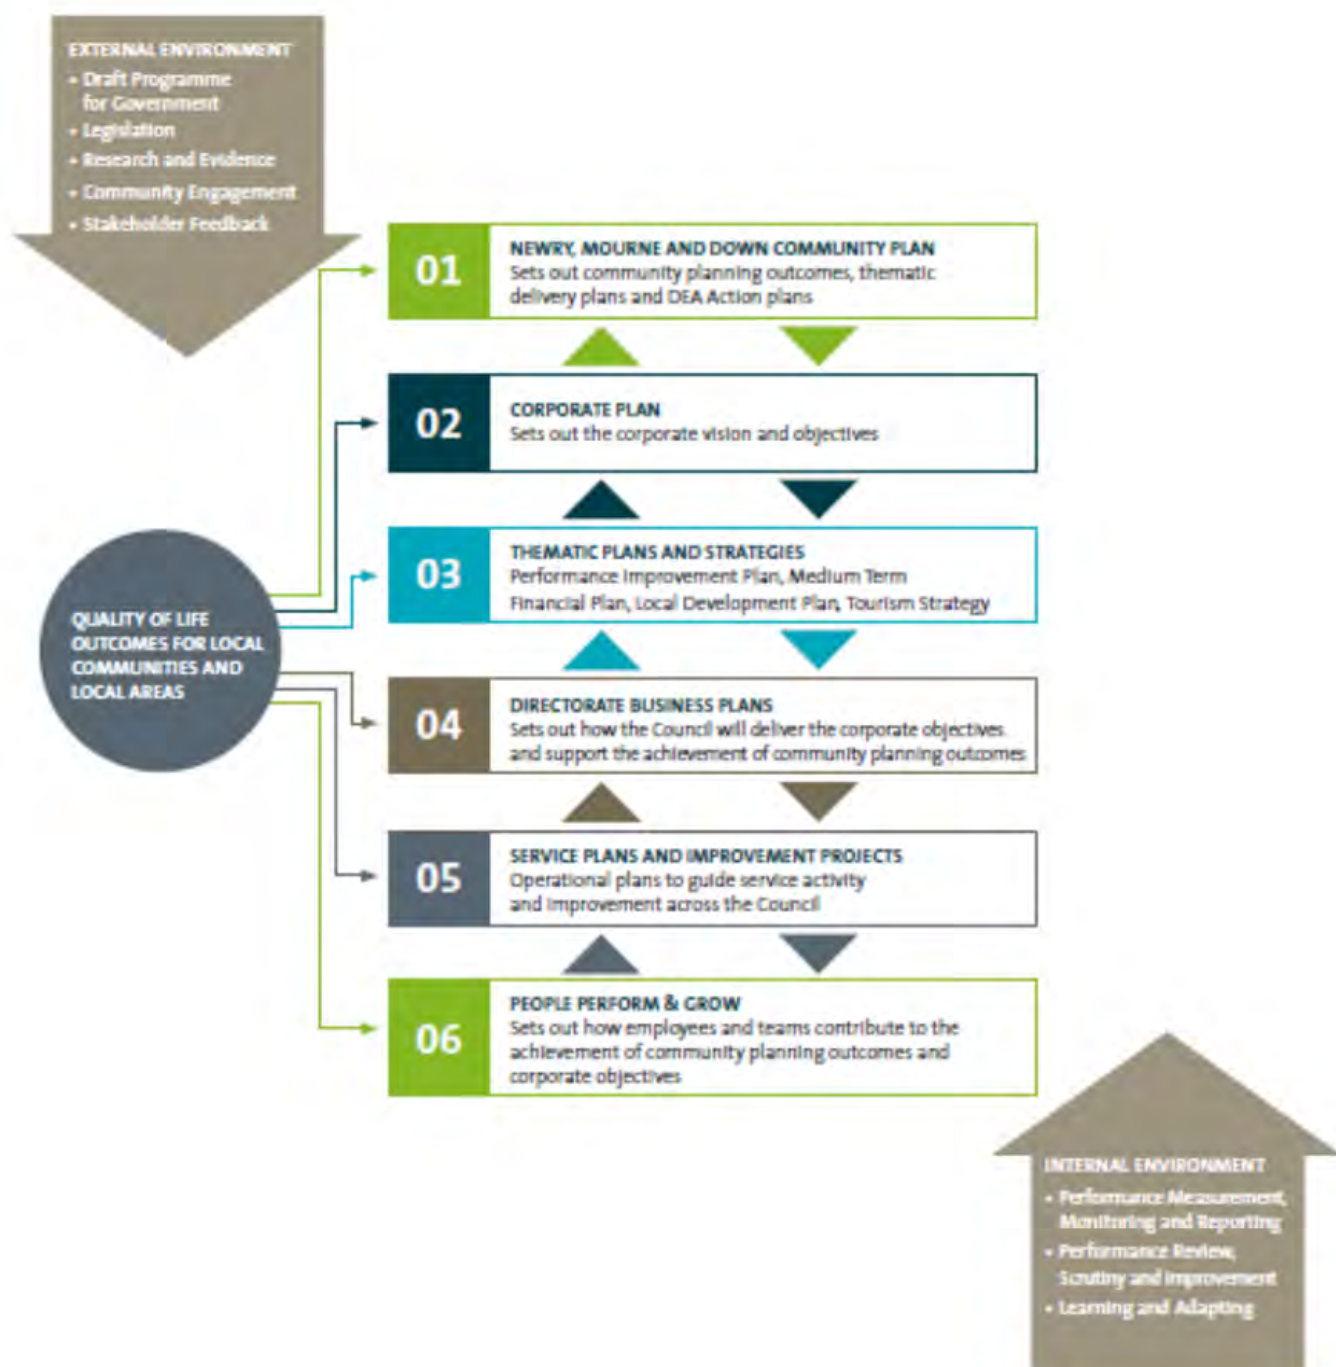 EXTERNAL ENVIRONMENT
• Draft Programme
for Government
• Legislation
• Research and Evidence
• Community Engagement
• Stakeholder Feedback
01
NEWRY, MOURNE AND DOWN COMMUNITY PLAN
Sets out community planning outcomes, thematic
delivery plans and DEA Action plans
02
CORPORATE PLAN
Sets out the corporate vision and objectives
03
THEMATIC PLANS AND STRATEGIES
Performance Improvement Plan, Medium Term
Financial Plan, Local Development Plan, Tourism Strategy
QUALITY OF LIFE
OUTCOMES FOR LOCAL
COMMUNITIES AND
LOCAL AREAS
04
DIRECTORATE BUSINESS PLANS
Sets out how the Council will deliver the corporate objectives
and support the achievement of community planning outcomes
05
SERVICE PLANS AND IMPROVEMENT PROJECTS
Operational plans to guide service activity
and improvement across the Council
06
PEOPLE PERFORM & GROW
Sets out how employees and teams contribute to the
achievement of community planning outcomes and
corporate objectives
INTERNAL ENVIRONMENT
• Performance Measurement,
Monitoring and Reporting
• Performance Review,
Scrutiny and Improvement
• Learning and Adapting